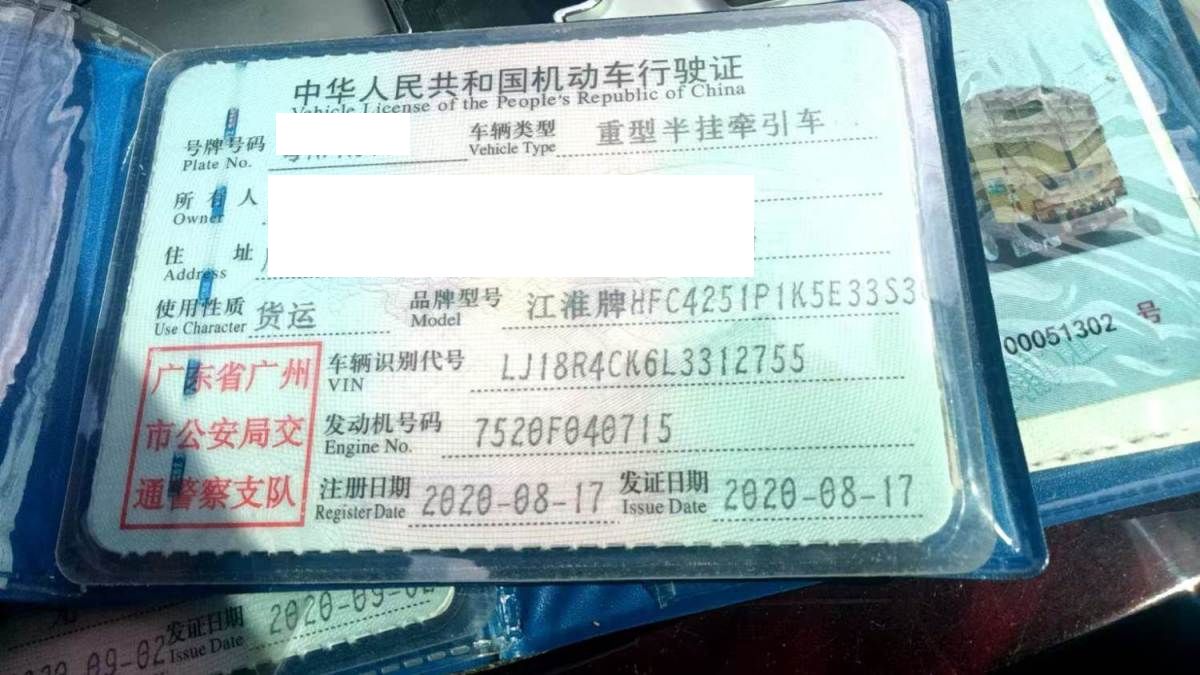 中华人民共和国机动车行驶证
Vehicle License of the People's Republic of China
号牌号码
Plate No.
车辆类型 重型半挂牵引车
Vehicle Type
所有人
Owner
住址
Address
使用性质 货运
Use Character
品牌型号 江淮牌HFC4251P1K5E33S3
Model
广东省广州
市公安局交
通警察支队
车辆识别代号 LJ18R4CK6L3312755
VIN
发动机号码 7520F040715
Engine No.
注册日期 2020-08-17
Register Date
发证日期 2020-08-17
Issue Date
00051302 号
09-02
发证日期 2020-09-02
Issue Date